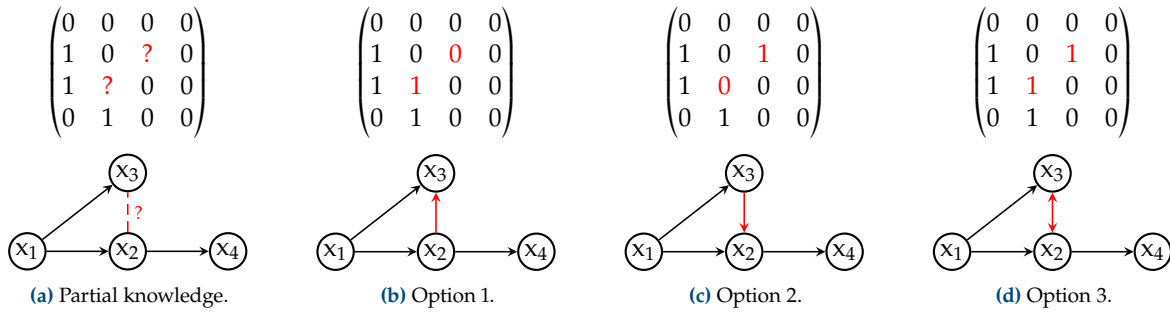 0 0 0 0
1 0 ? 0
1 ? 0 0
0 1 0 0
x3
?
x1 x2 x4
(a) Partial knowledge.
0 0 0 0
1 0 0 0
1 1 0 0
0 1 0 0
x3
x1 x2 x4
(b) Option 1.
0 0 0 0
1 0 1 0
1 0 0 0
0 1 0 0
x3
x1 x2 x4
(c) Option 2.
0 0 0 0
1 0 1 0
1 1 0 0
0 1 0 0
x3
x1 x2 x4
(d) Option 3.